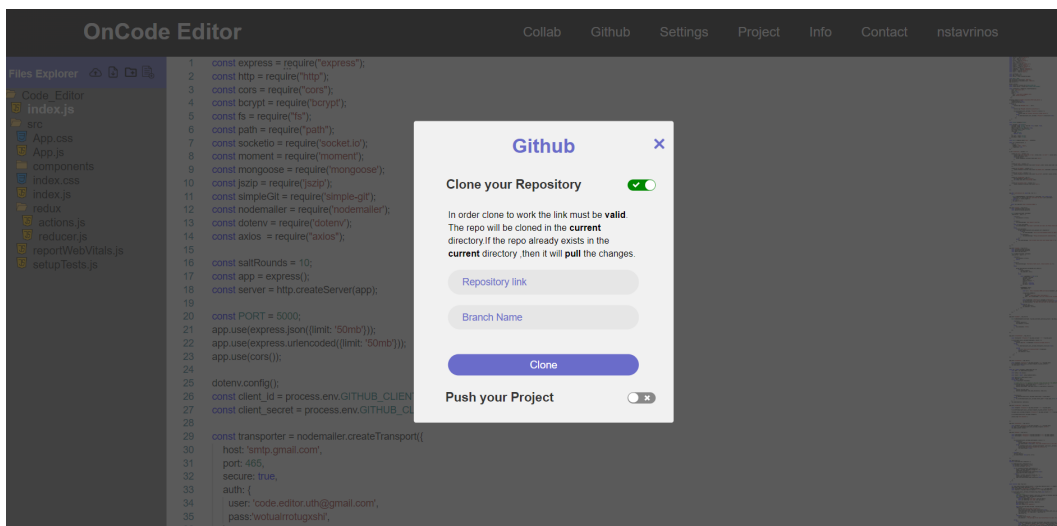 OnCode Editor
Collab Github Settings Project Info Contact nstavrinos
Files Explorer
Code_Editor
index.js
src
App.css
App.js
components
index.css
index.js
redux
actions.js
reducer.js
reportWebVitals.js
setupTests.js
1 const express = require("express");
2 const http = require("http");
3 const cors = require("cors");
4 const bcrypt = require('bcrypt');
5 const fs = require("fs");
6 const path = require("path");
7 const socketio = require('socket.io');
8 const moment = require('moment');
9 const mongoose = require('mongoose');
10 const jszip = require('jszip');
11 const simpleGit = require('simple-git');
12 const nodemailer = require('nodemailer');
13 const dotenv = require('dotenv');
14 const axios = require("axios");
15
16 const saltRounds = 10;
17 const app = express();
18 const server = http.createServer(app);
19
20 const PORT = 5000;
21 app.use(express.json({limit: '50mb'}));
22 app.use(express.urlencoded({limit: '50mb'}));
23 app.use(cors());
24
25 dotenv.config();
26 const client_id = process.env.GITHUB_CLIENT
27 const client_secret = process.env.GITHUB_CL
28
29 const transporter = nodemailer.createTransport({
30 host: 'smtp.gmail.com',
31 port: 465,
32 secure: true,
33 auth: {
34 user: 'code.editor.uth@gmail.com',
35 pass:
Github
Clone your Repository
In order clone to work the link must be valid.
The repo will be cloned in the current
directory.If the repo already exists in the
current directory ,then it will pull the changes.
Repository link
Branch Name
Clone
Push your Project